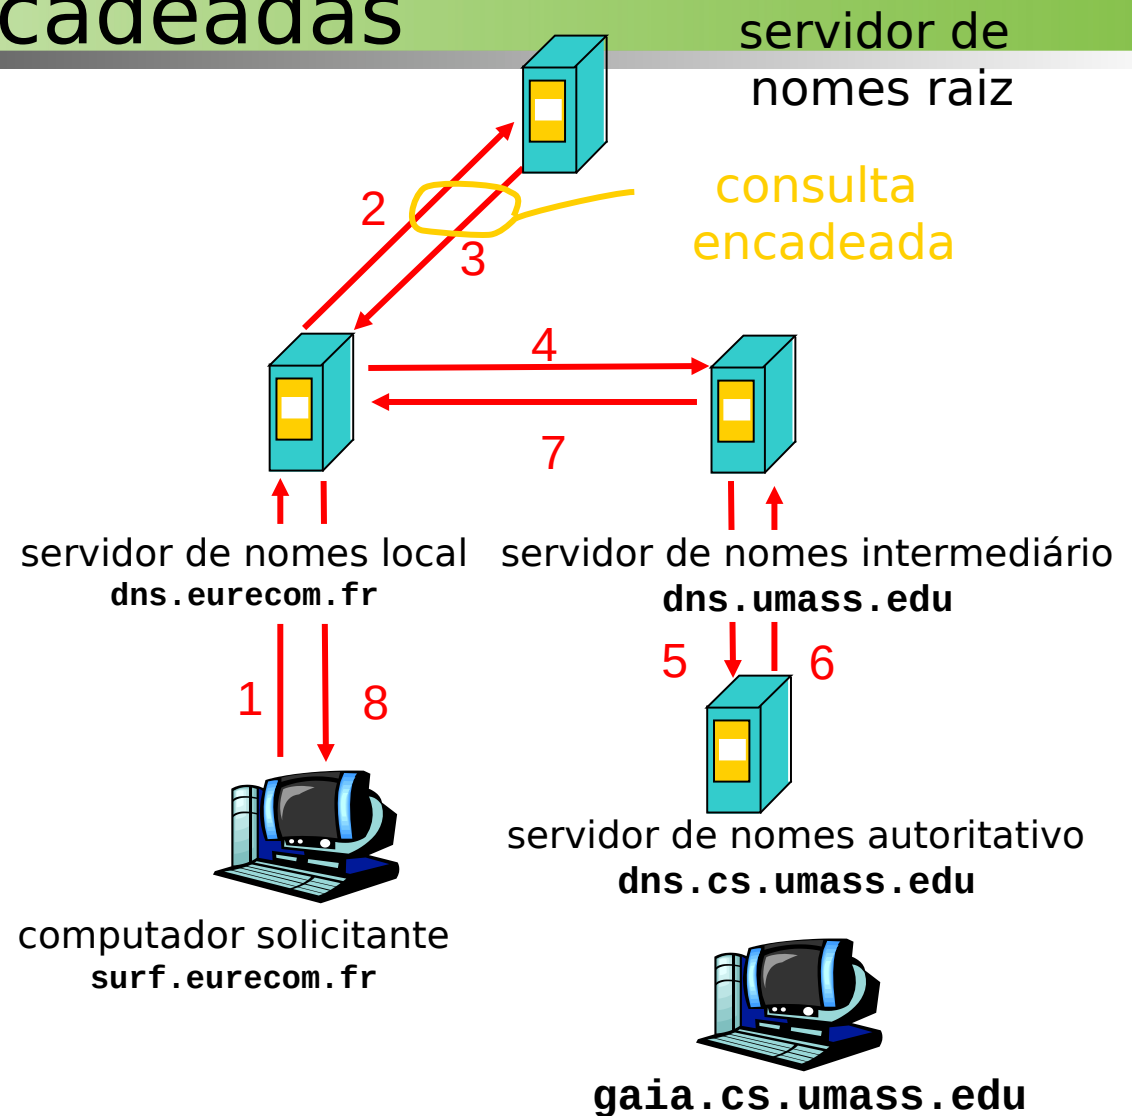 cadeadas
servidor de
nomes raiz
consulta
encadeada
2
3
4
7
servidor de nomes local
dns.eurecom.fr
servidor de nomes intermediário
dns.umass.edu
1
8
5
6
servidor de nomes autoritativo
dns.cs.umass.edu
computador solicitante
surf.eurecom.fr
gaia.cs.umass.edu